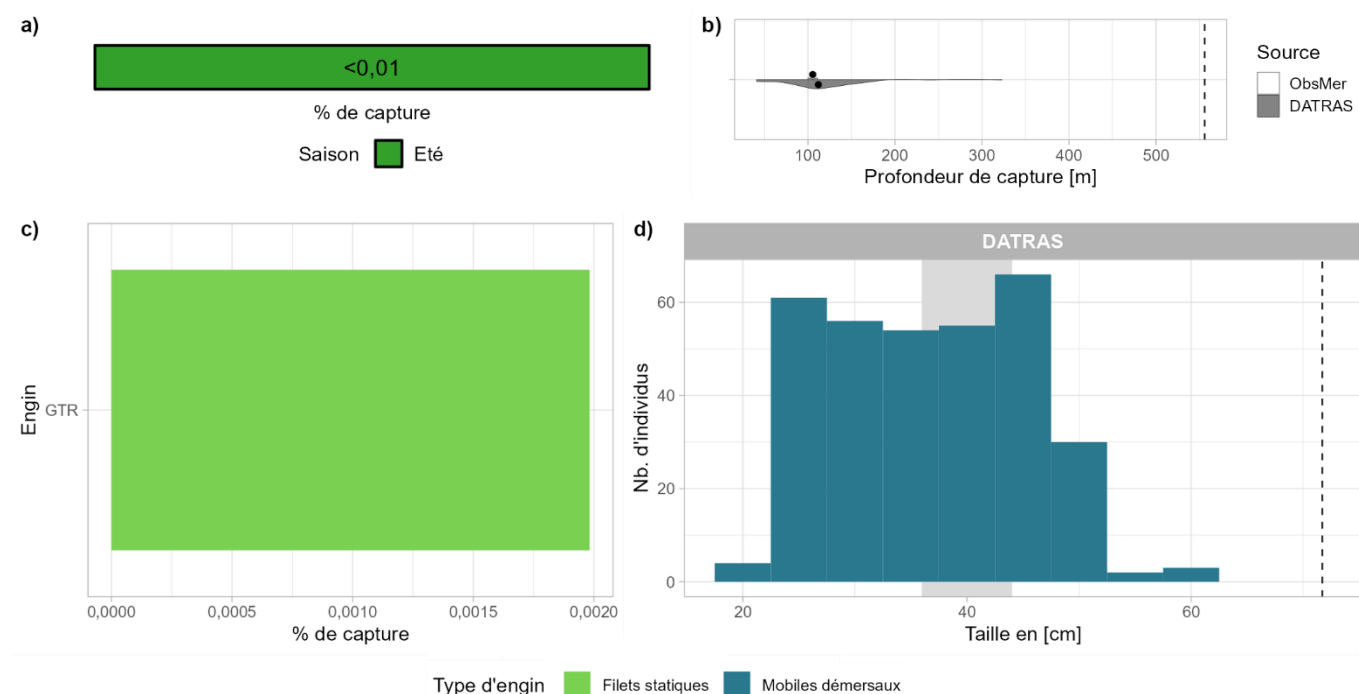 a)
<0,01
% de capture
Saison Eté
b)
100 200 300 400 500
Profondeur de capture [m]
Source
ObsMer
DATRAS
c)
Engin
GTR
0,0000 0,0005 0,0010 0,0015 0,0020
% de capture
d)
DATRAS
Nb. d'individus
60
40
20
0
20 40 60
Taille en [cm]
Type d'engin Filets statiques Mobiles démersaux